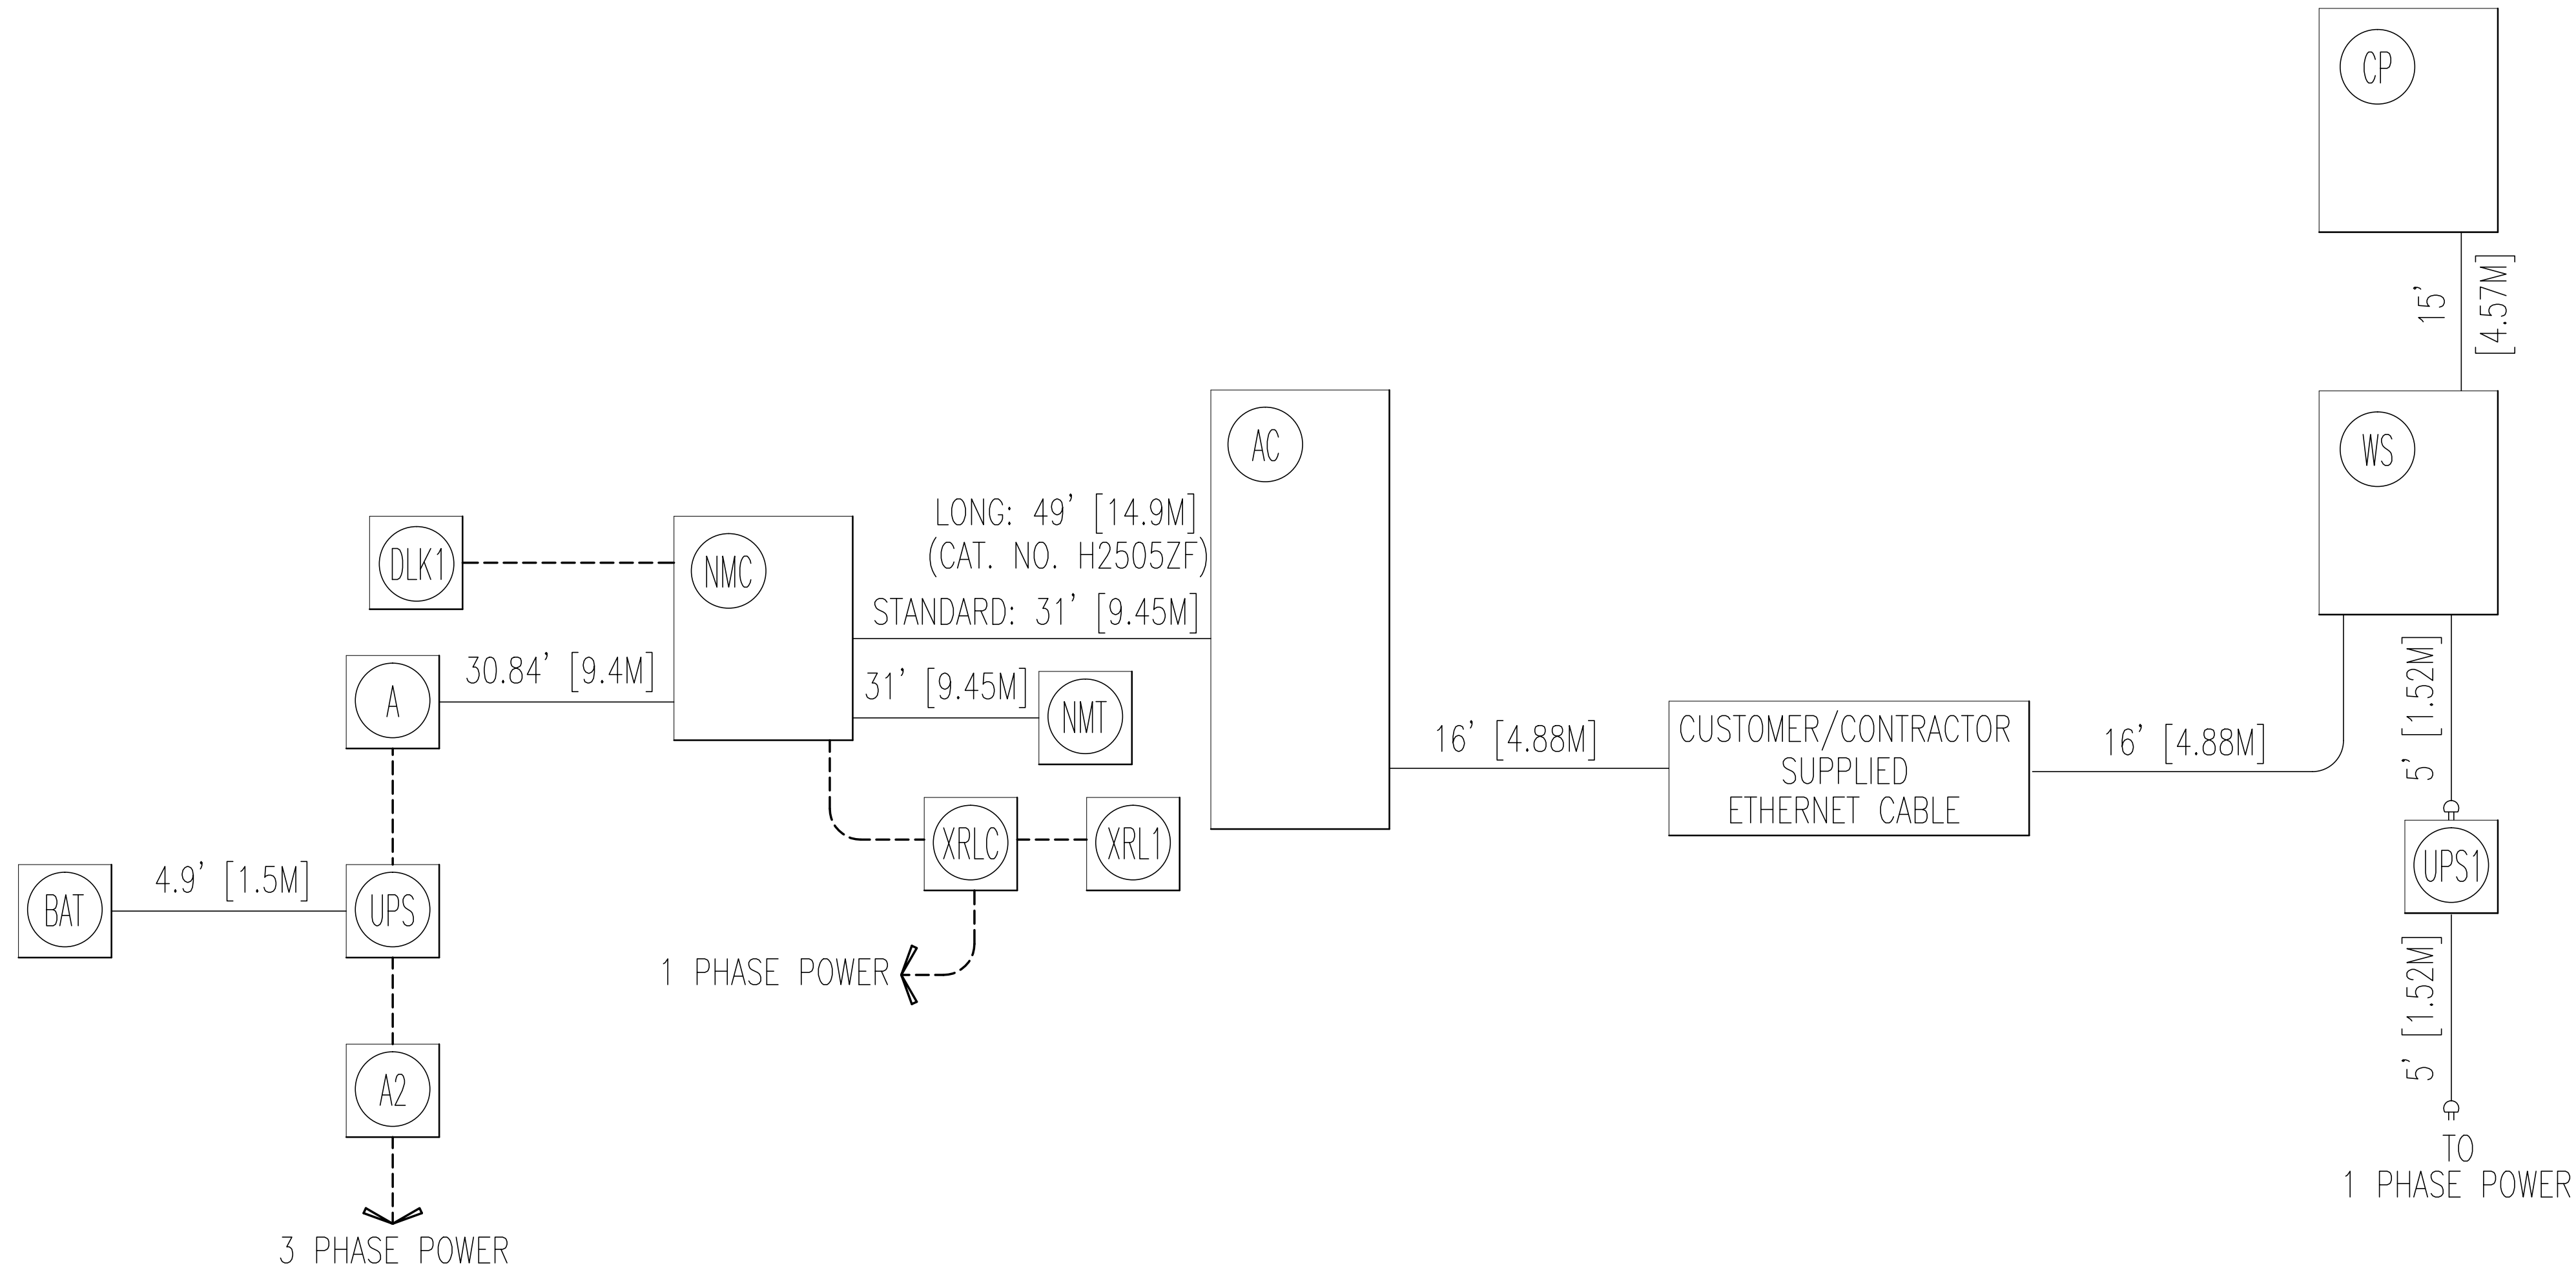 CP
15'
[4.57M]
AC
WS
LONG: 49' [14.9M]
(CAT. NO. H2505ZF)
STANDARD: 31' [9.45M]
DLK1
NMC
30.84' [9.4M]
A
31' [9.45M]
NMT
16' [4.88M]
CUSTOMER/CONTRACTOR
SUPPLIED
ETHERNET CABLE
16' [4.88M]
5' [1.52M]
XRLC
XRL1
UPS1
4.9' [1.5M]
BAT
UPS
1 PHASE POWER
5' [1.52M]
A2
TO
1 PHASE POWER
3 PHASE POWER